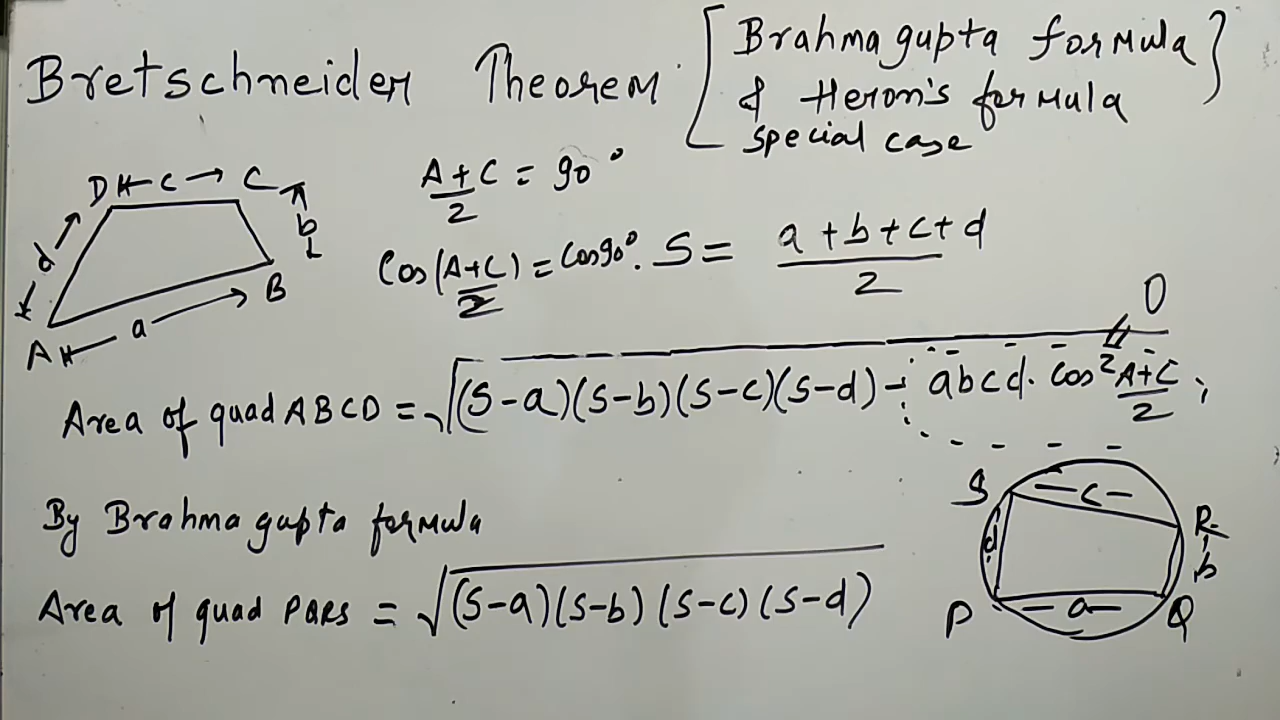 Bretschneider Theorem. [Brahmagupta formula
& Heron's formula
special case]
D c C
d b
A a B
A+C/2 = 90°
Cos(A+C/2) = Cos90°. S = a+b+c+d/2
0
Area of quad ABCD = √(S-a)(S-b)(S-c)(S-d) - abcd. Cos² A+C/2 ;
By Brahmagupta formula
Area of quad PQRS = √(S-a)(S-b)(S-c)(S-d)
S c R
d b
P a Q